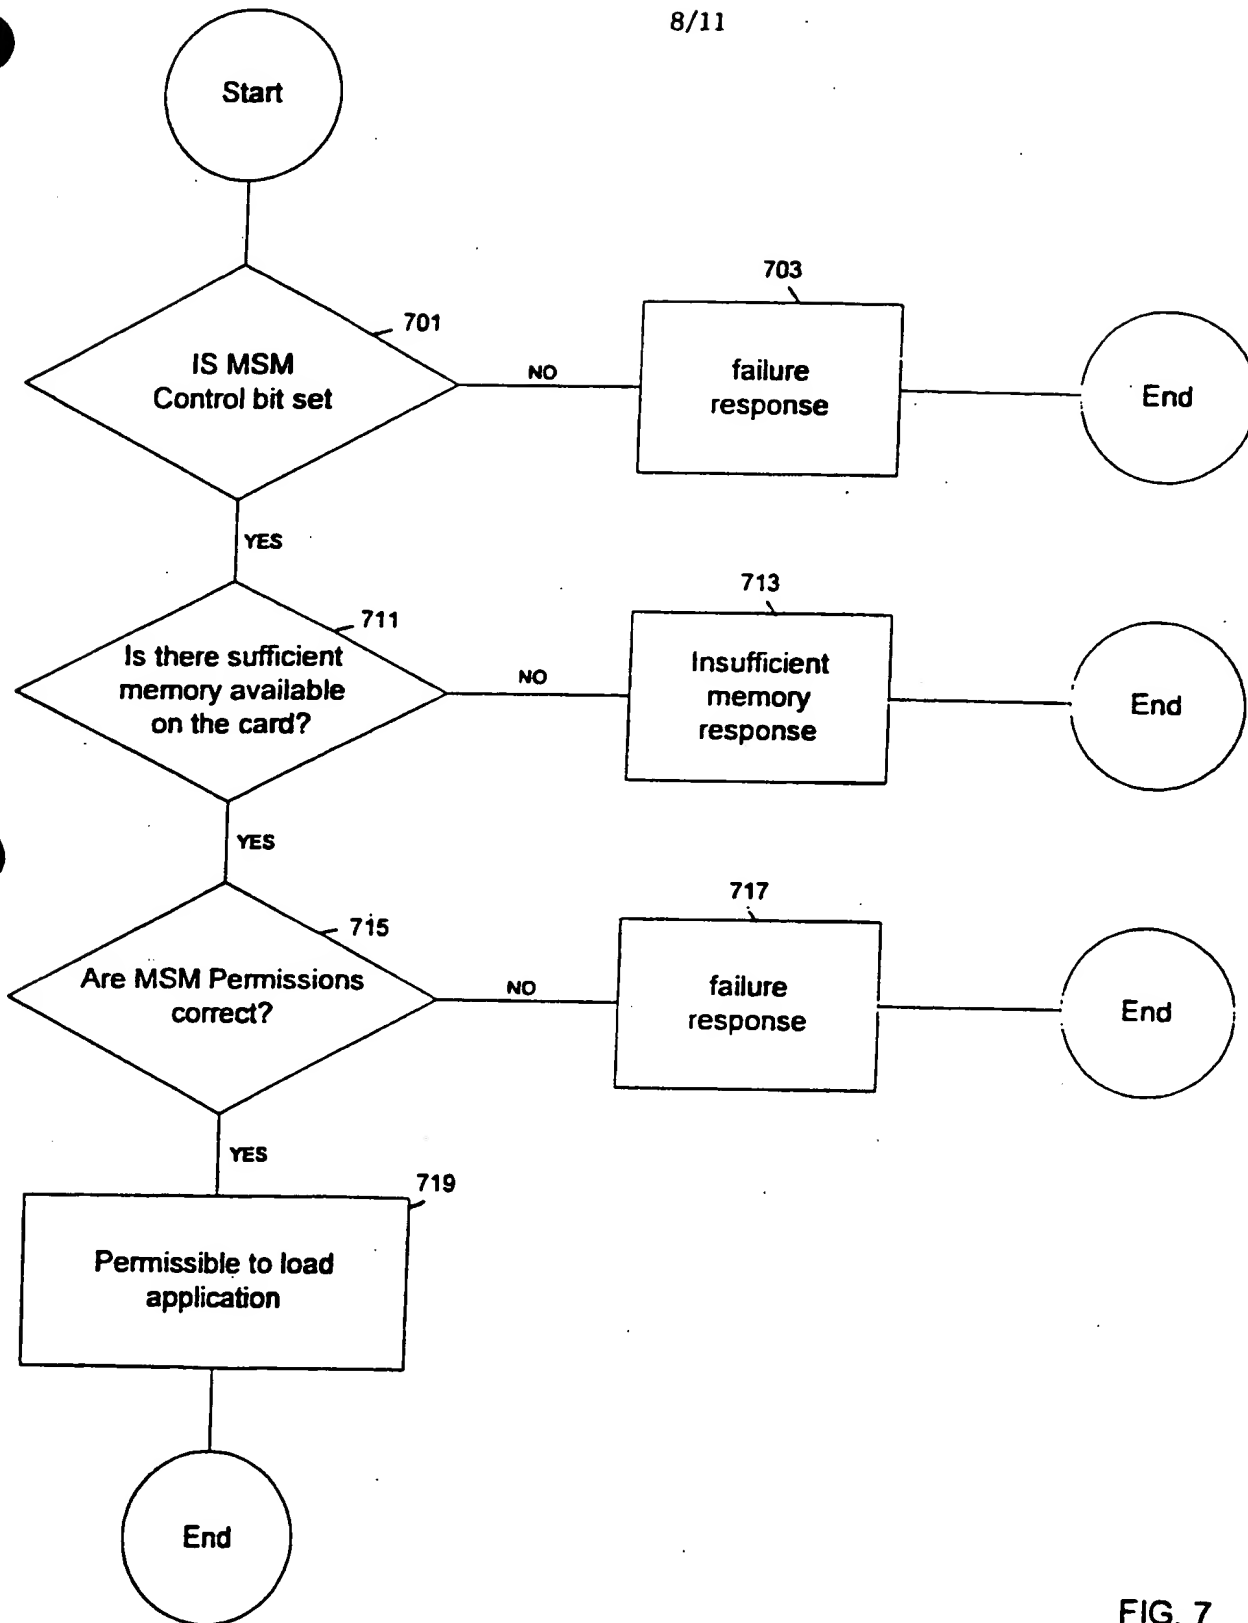 8/11
Start
701
IS MSM
Control bit set
NO
703
failure
response
End
YES
711
Is there sufficient
memory available
on the card?
NO
713
Insufficient
memory
response
End
YES
715
Are MSM Permissions
correct?
NO
717
failure
response
End
YES
719
Permissible to load
application
End
FIG. 7